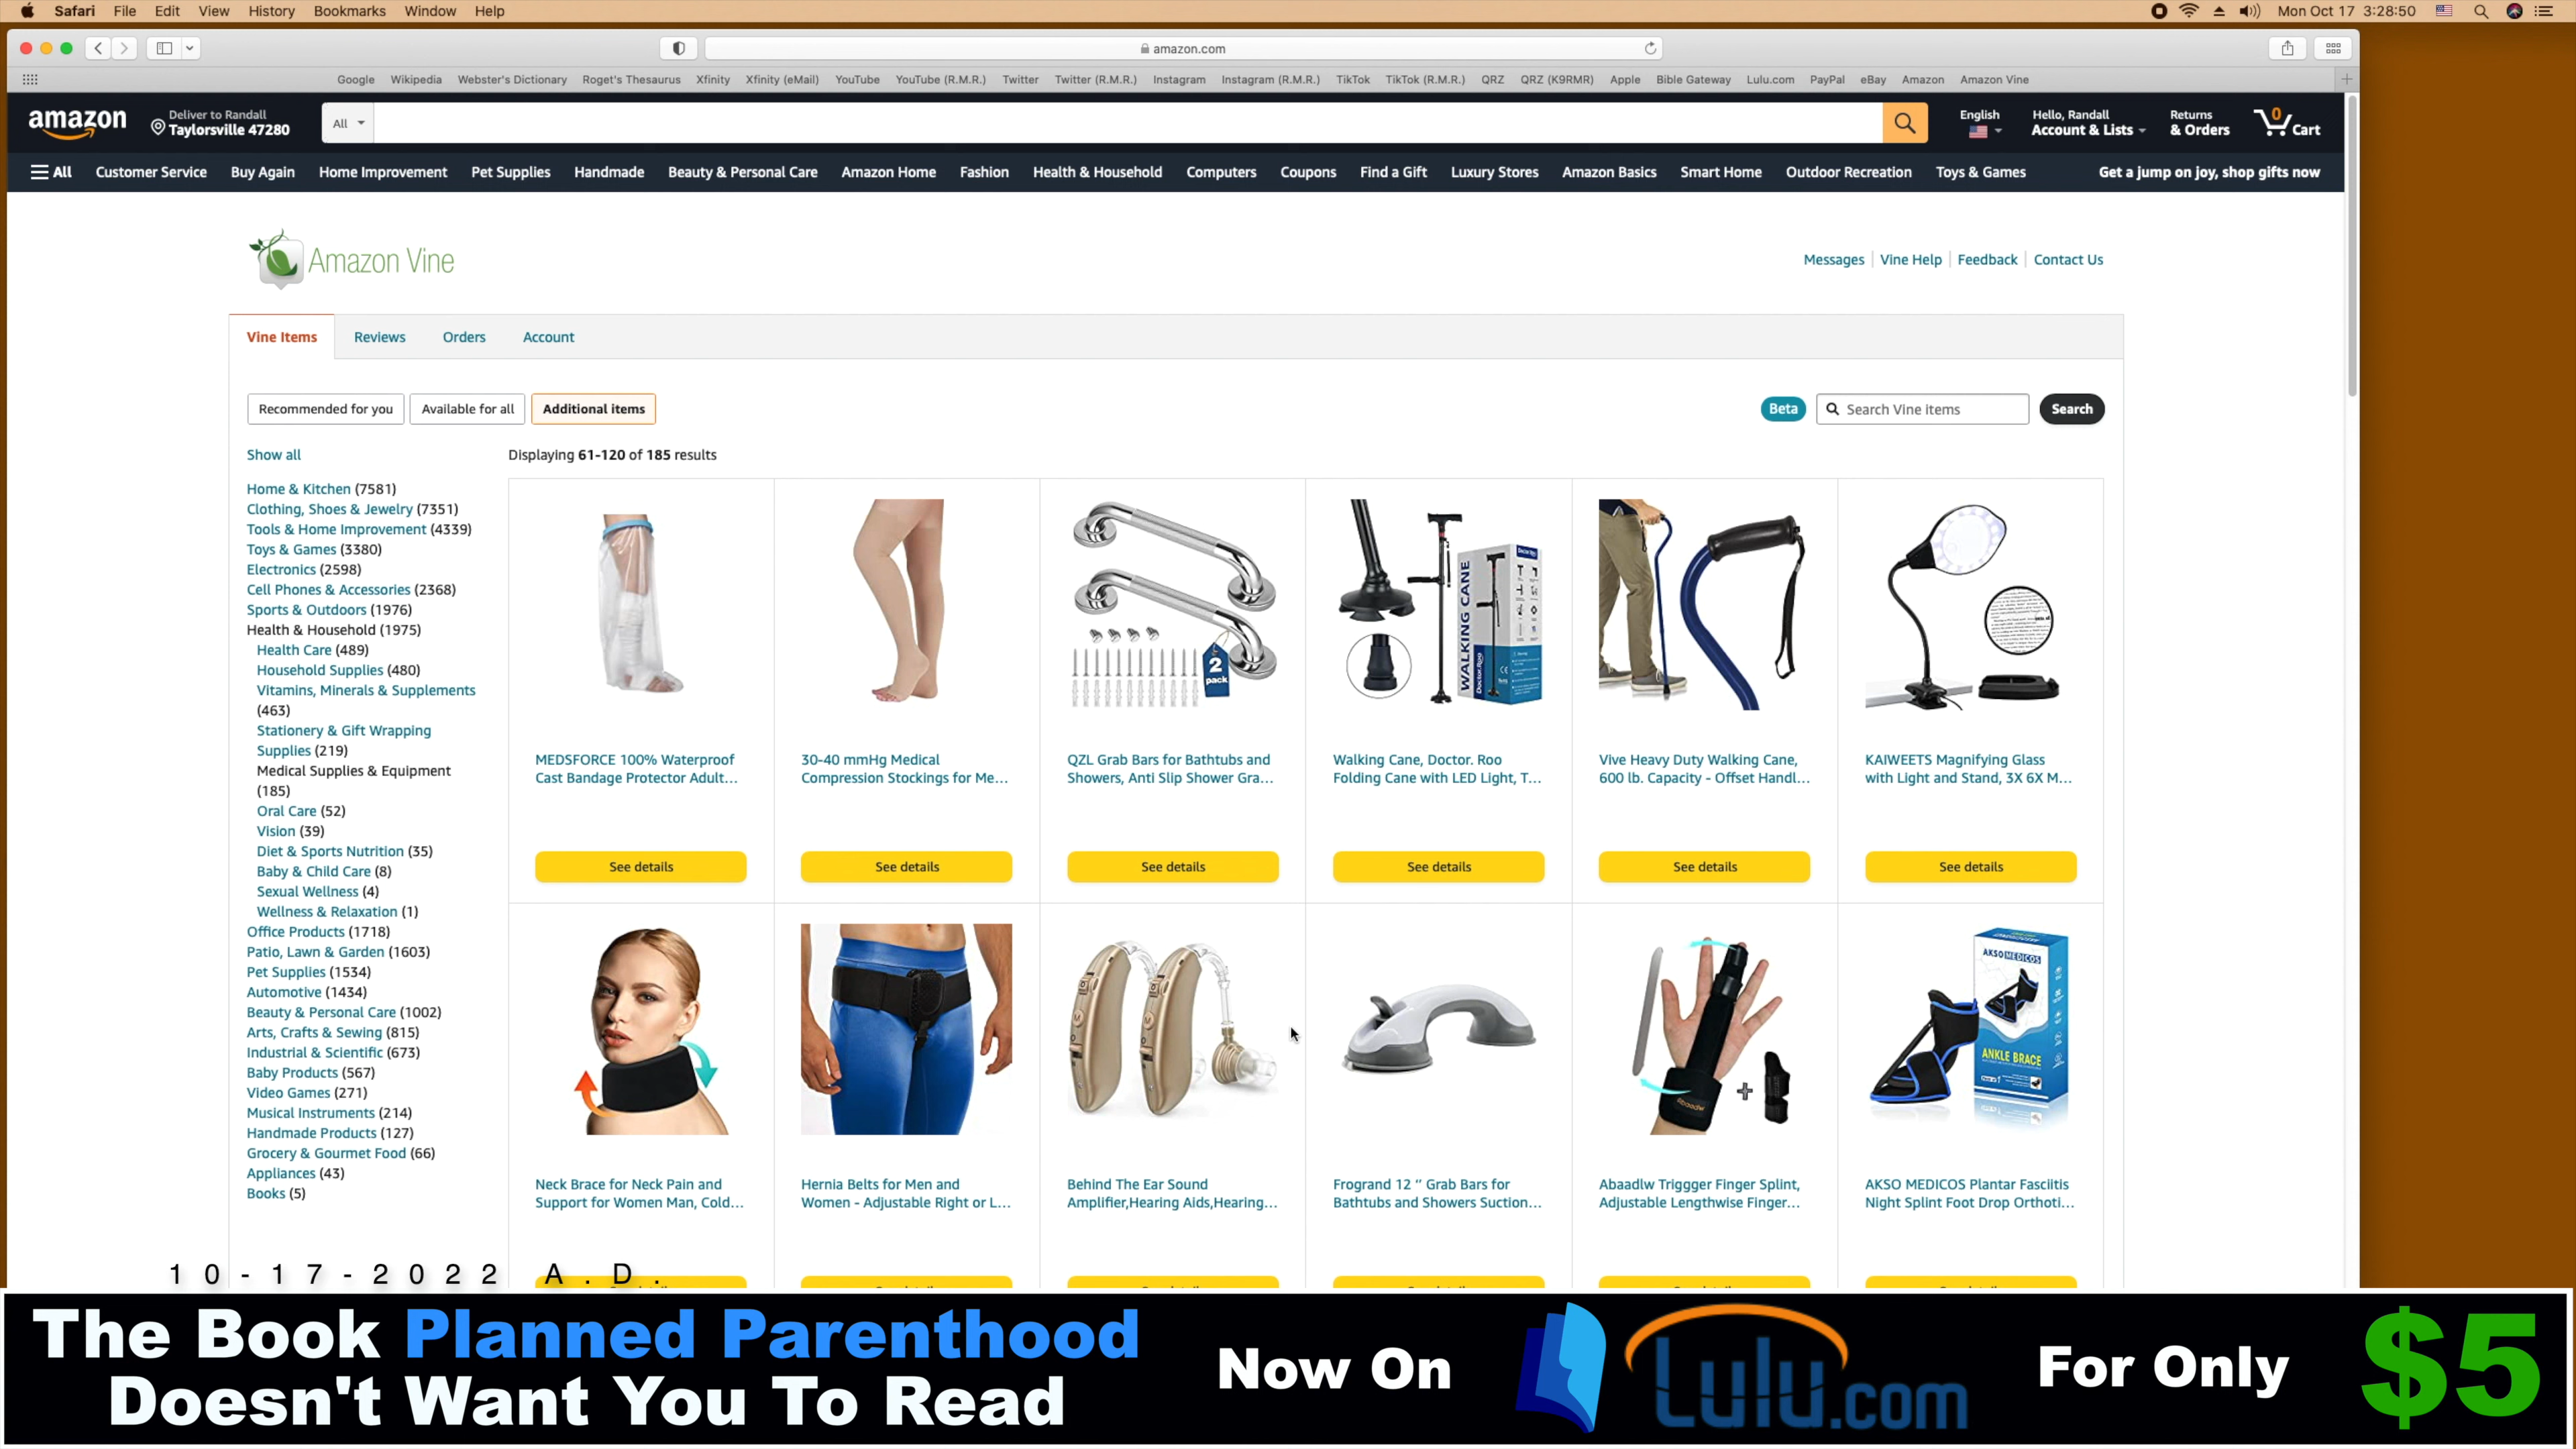 Safari File Edit View History Bookmarks Window Help
Mon Oct 17 3:28:50
amazon.com
Google Wikipedia Webster's Dictionary Roget's Thesaurus Xfinity Xfinity (eMail) YouTube YouTube (R.M.R.) Twitter Twitter (R.M.R.) Instagram Instagram (R.M.R.) TikTok TikTok (R.M.R.) QRZ QRZ (K9RMR) Apple Bible Gateway Lulu.com PayPal eBay Amazon Amazon Vine
amazon
Deliver to Randall
Taylorsville 47280
All
English
Hello, Randall
Account & Lists
Returns
& Orders
0
Cart
All Customer Service Buy Again Home Improvement Pet Supplies Handmade Beauty & Personal Care Amazon Home Fashion Health & Household Computers Coupons Find a Gift Luxury Stores Amazon Basics Smart Home Outdoor Recreation Toys & Games Get a jump on joy, shop gifts now
Amazon Vine
Messages Vine Help Feedback Contact Us
Vine Items Reviews Orders Account
Recommended for you Available for all Additional items
Beta Search Vine items Search
Show all
Displaying 61-120 of 185 results
Home & Kitchen (7581)
Clothing, Shoes & Jewelry (7351)
Tools & Home Improvement (4339)
Toys & Games (3380)
Electronics (2598)
Cell Phones & Accessories (2368)
Sports & Outdoors (1976)
Health & Household (1975)
Health Care (489)
Household Supplies (480)
Vitamins, Minerals & Supplements
(463)
Stationery & Gift Wrapping
Supplies (219)
Medical Supplies & Equipment
(185)
Oral Care (52)
Vision (39)
Diet & Sports Nutrition (35)
Baby & Child Care (8)
Sexual Wellness (4)
Wellness & Relaxation (1)
Office Products (1718)
Patio, Lawn & Garden (1603)
Pet Supplies (1534)
Automotive (1434)
Beauty & Personal Care (1002)
Arts, Crafts & Sewing (815)
Industrial & Scientific (673)
Baby Products (567)
Video Games (271)
Musical Instruments (214)
Handmade Products (127)
Grocery & Gourmet Food (66)
Appliances (43)
Books (5)
2
pack
WALKING CANE
Doctor.Roo
MEDSFORCE 100% Waterproof
Cast Bandage Protector Adult...
See details
30-40 mmHg Medical
Compression Stockings for Me...
See details
QZL Grab Bars for Bathtubs and
Showers, Anti Slip Shower Gra...
See details
Walking Cane, Doctor. Roo
Folding Cane with LED Light, T...
See details
Vive Heavy Duty Walking Cane,
600 lb. Capacity - Offset Handl...
See details
KAIWEETS Magnifying Glass
with Light and Stand, 3X 6X M...
See details
AKSO MEDICOS
ANKLE BRACE
Neck Brace for Neck Pain and
Support for Women Man, Cold...
Hernia Belts for Men and
Women - Adjustable Right or L...
Behind The Ear Sound
Amplifier,Hearing Aids,Hearing...
Frogrand 12 “ Grab Bars for
Bathtubs and Showers Suction...
Abaadlw Triggger Finger Splint,
Adjustable Lengthwise Finger...
AKSO MEDICOS Plantar Fasciitis
Night Splint Foot Drop Orthoti...
10-17-2022 A.D.
The Book Planned Parenthood
Doesn't Want You To Read
Now On
Lulu.com
For Only
$5